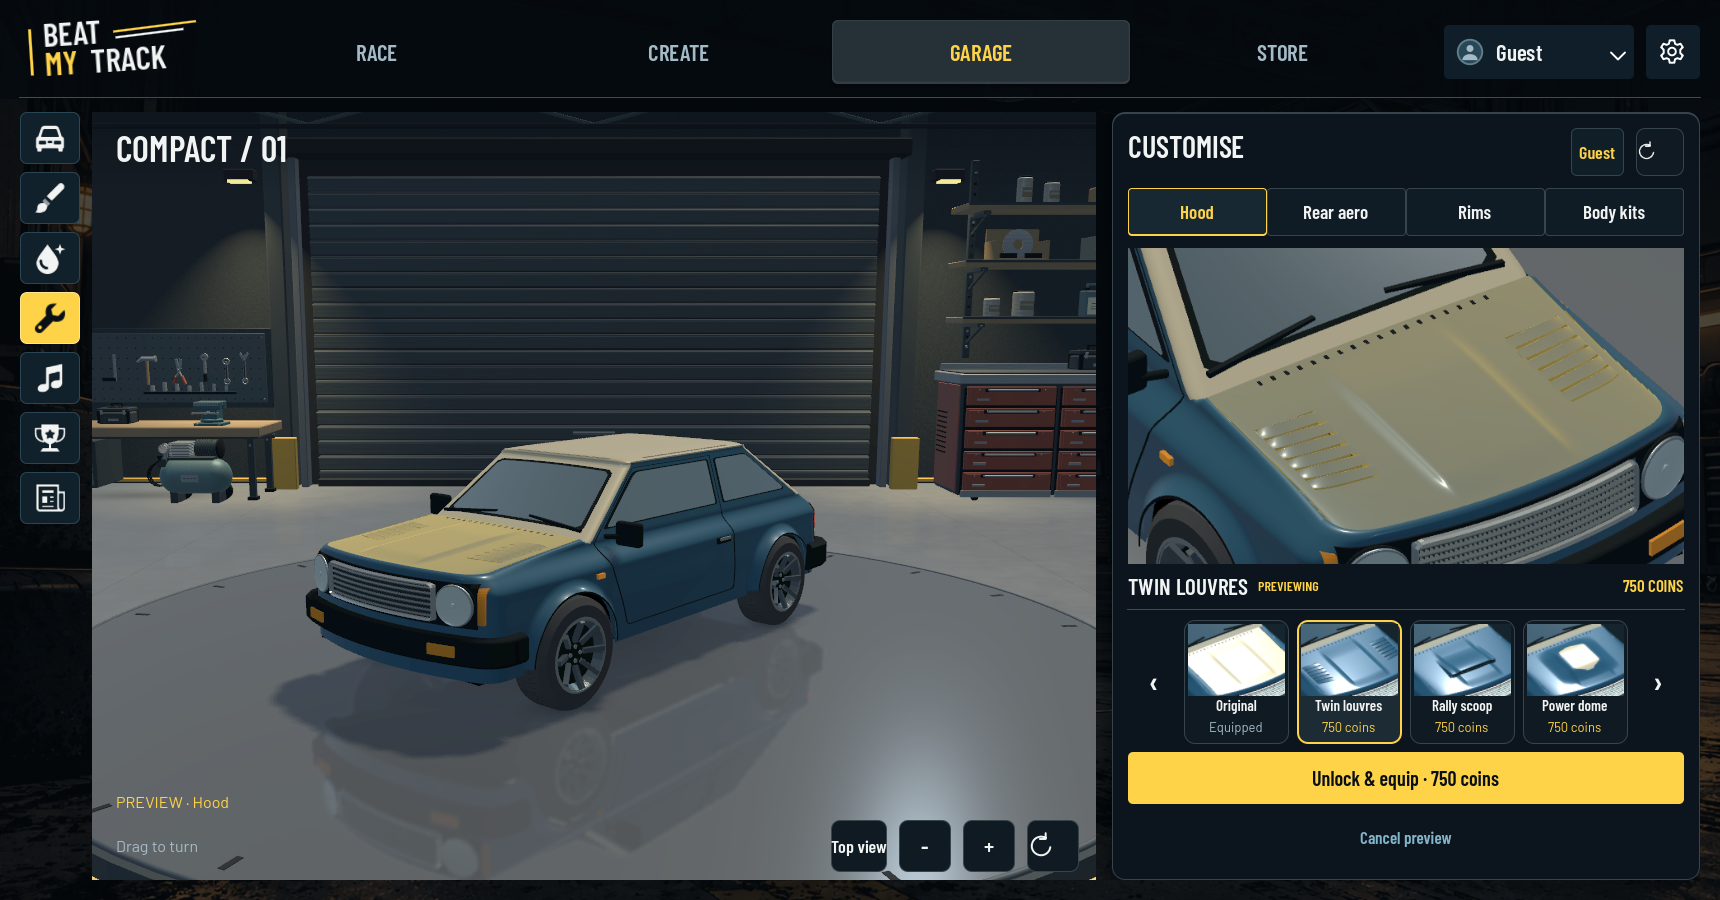 BEAT
MY TRACK
RACE
CREATE
GARAGE
STORE
Guest
COMPACT / 01
CUSTOMISE
Guest
Hood
Rear aero
Rims
Body kits
TWIN LOUVRES
PREVIEWING
750 COINS
Original
Equipped
Twin louvres
750 coins
Rally scoop
750 coins
Power dome
750 coins
Unlock & equip · 750 coins
Cancel preview
PREVIEW · Hood
Drag to turn
Top view
-
+